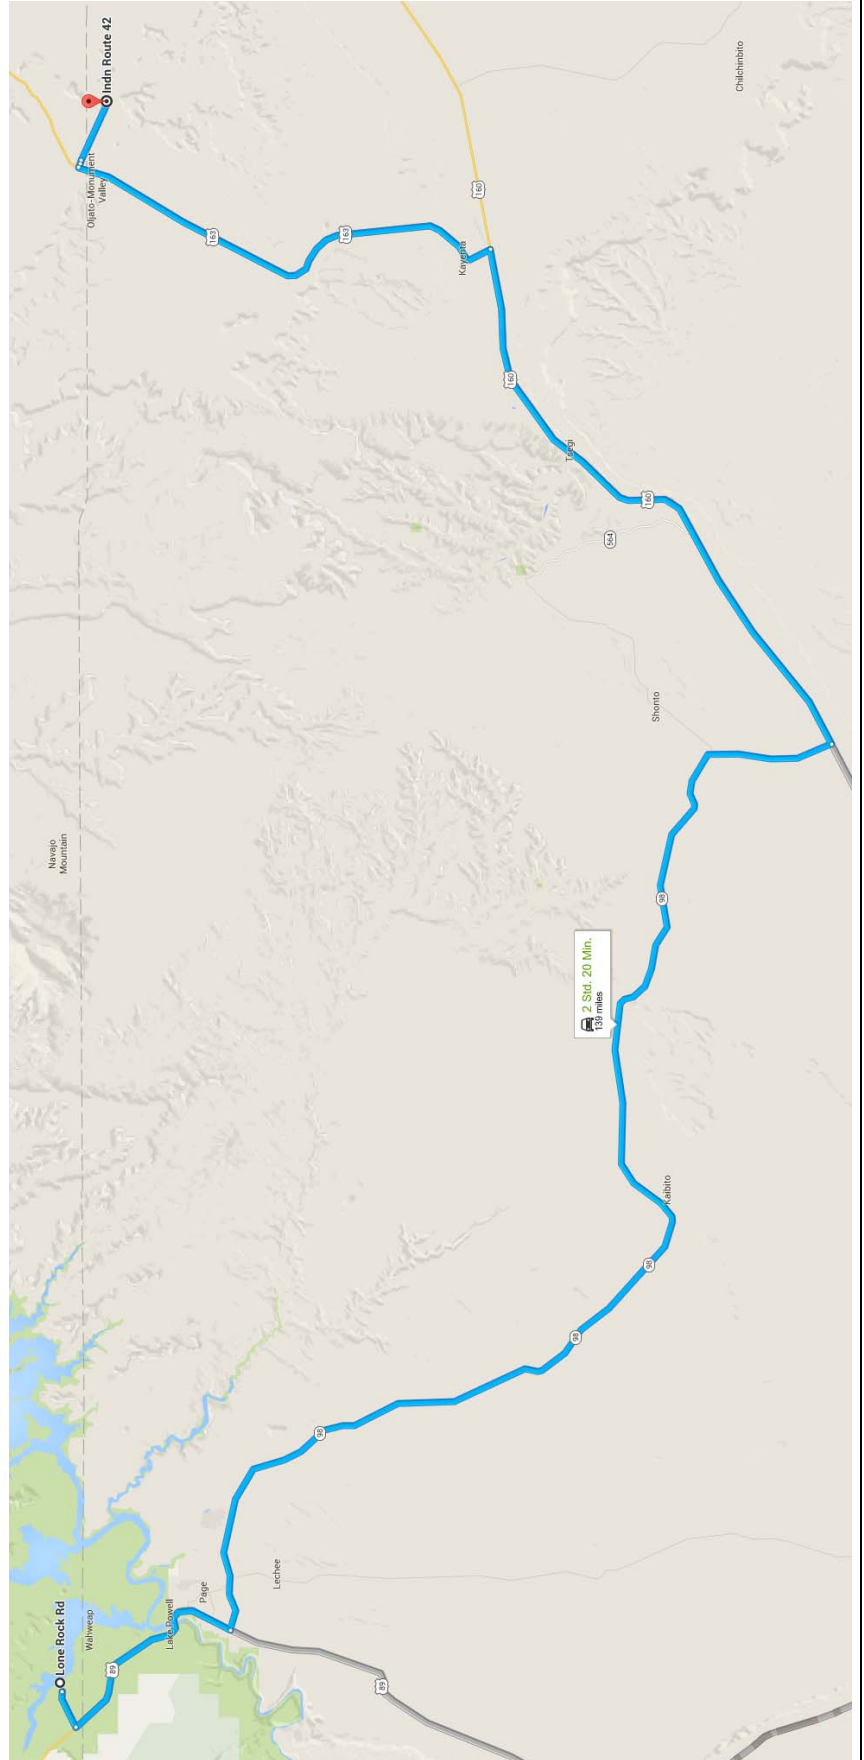 Lone Rock Rd
Wahweap
89
Lake Powell
Page
Lechee
89
98
98
98
Kaibito
2 Std. 20 Min.
139 miles
98
Navajo
Mountain
Shonto
564
160
Tsegi
160
Kayenta
160
163
163
Oljato-Monument
Valley
Indn Route 42
Chilchinbito